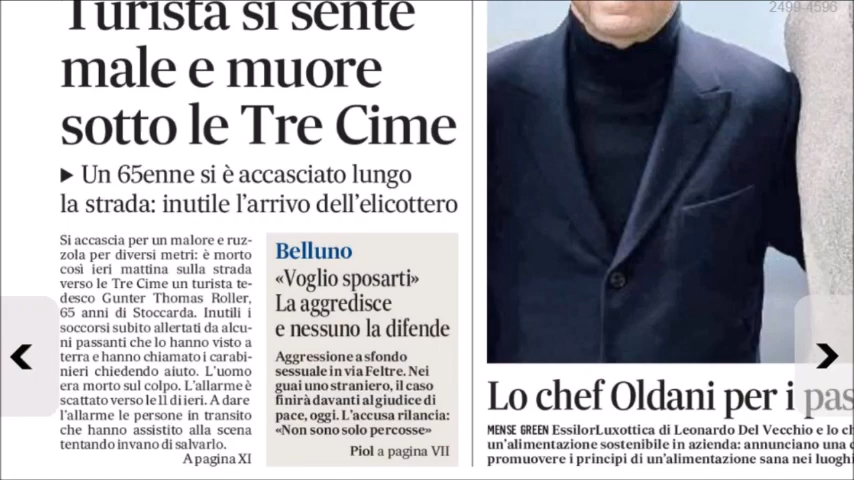 2499-4596
Turista si sente
male e muore
sotto le Tre Cime
▶ Un 65enne si è accasciato lungo
la strada: inutile l'arrivo dell'elicottero
Si accascia per un malore e ruz-
zola per diversi metri: è morto
così ieri mattina sulla strada
verso le Tre Cime un turista te-
desco Gunter Thomas Roller,
65 anni di Stoccarda. Inutili i
soccorsi subito allertati da alcu-
ni passanti che lo hanno visto a
terra e hanno chiamato i carabi-
nieri chiedendo aiuto. L'uomo
era morto sul colpo. L'allarme è
scattato verso le 11 di ieri. A dare
l'allarme le persone in transito
che hanno assistito alla scena
tentando invano di salvarlo.
A pagina XI
Belluno
«Voglio sposarti»
La aggredisce
e nessuno la difende
Aggressione a sfondo
sessuale in via Feltre. Nei
guai uno straniero, il caso
finirà davanti al giudice di
pace, oggi. L'accusa rilancia:
«Non sono solo percosse»
Piol a pagina VII
Lo chef Oldani per i pas
MENSE GREEN EssilorLuxottica di Leonardo Del Vecchio e lo ch
un'alimentazione sostenibile in azienda: annunciano una c
promuovere i principi di un'alimentazione sana nei luoghi